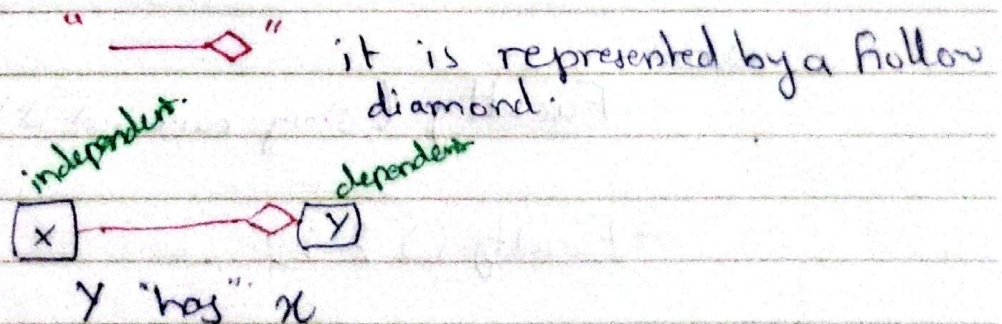 " " it is represented by a hollow
diamond.
independent.
dependent
X Y
Y "has" X